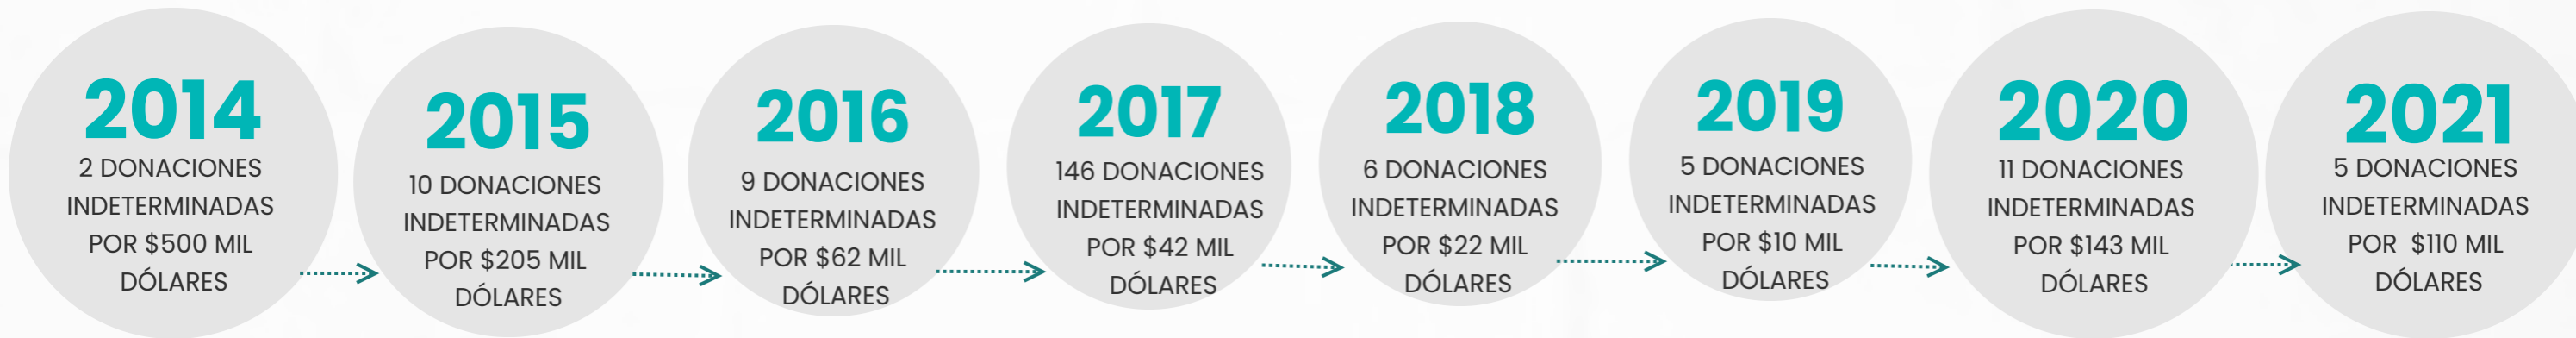 2014
2 DONACIONES
INDETERMINADAS
POR $500 MIL
DÓLARES
2015
10 DONACIONES
INDETERMINADAS
POR $205 MIL
DÓLARES
2016
9 DONACIONES
INDETERMINADAS
POR $62 MIL
DÓLARES
2017
146 DONACIONES
INDETERMINADAS
POR $42 MIL
DÓLARES
2018
6 DONACIONES
INDETERMINADAS
POR $22 MIL
DÓLARES
2019
5 DONACIONES
INDETERMINADAS
POR $10 MIL
DÓLARES
2020
11 DONACIONES
INDETERMINADAS
POR $143 MIL
DÓLARES
2021
5 DONACIONES
INDETERMINADAS
POR $110 MIL
DÓLARES